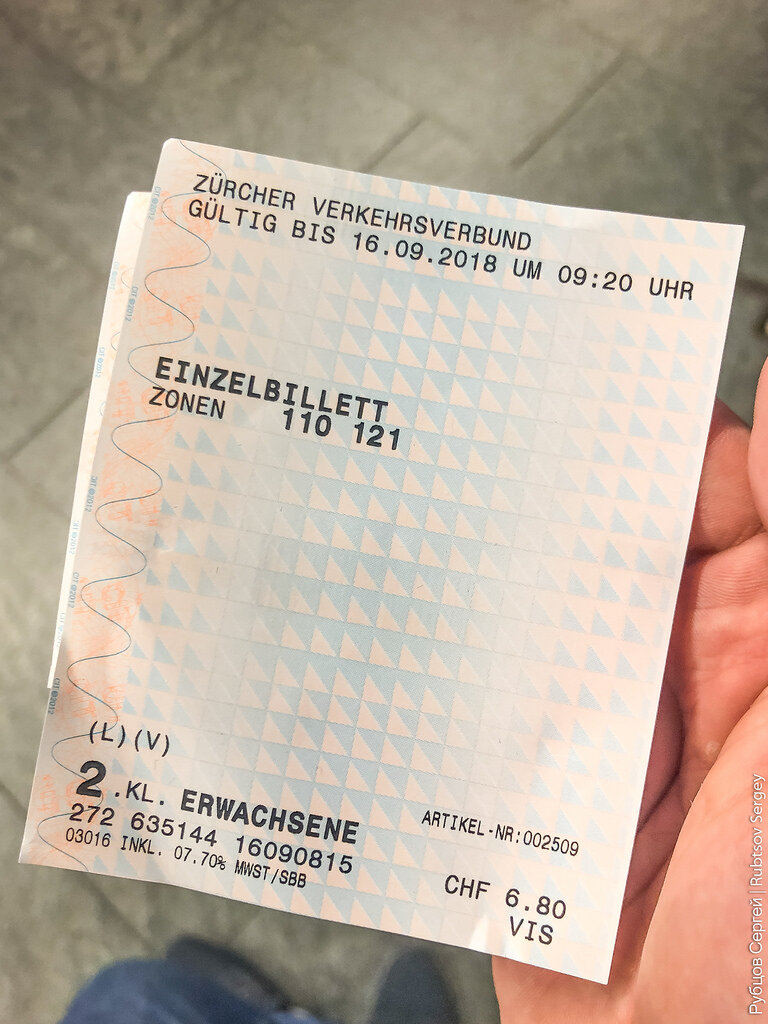 ZÜRCHER VERKEHRSVERBUND
GÜLTIG BIS 16.09.2018 UM 09:20 UHR
EINZELBILLETT
ZONEN 110 121
(L)(V)
2.KL. ERWACHSENE
ARTIKEL-NR:002509
272 635144 16090815
03016 INKL. 07.70% MWST/SBB
CHF 6.80
VIS
Рубцов Сергей | Rubtsov Sergey